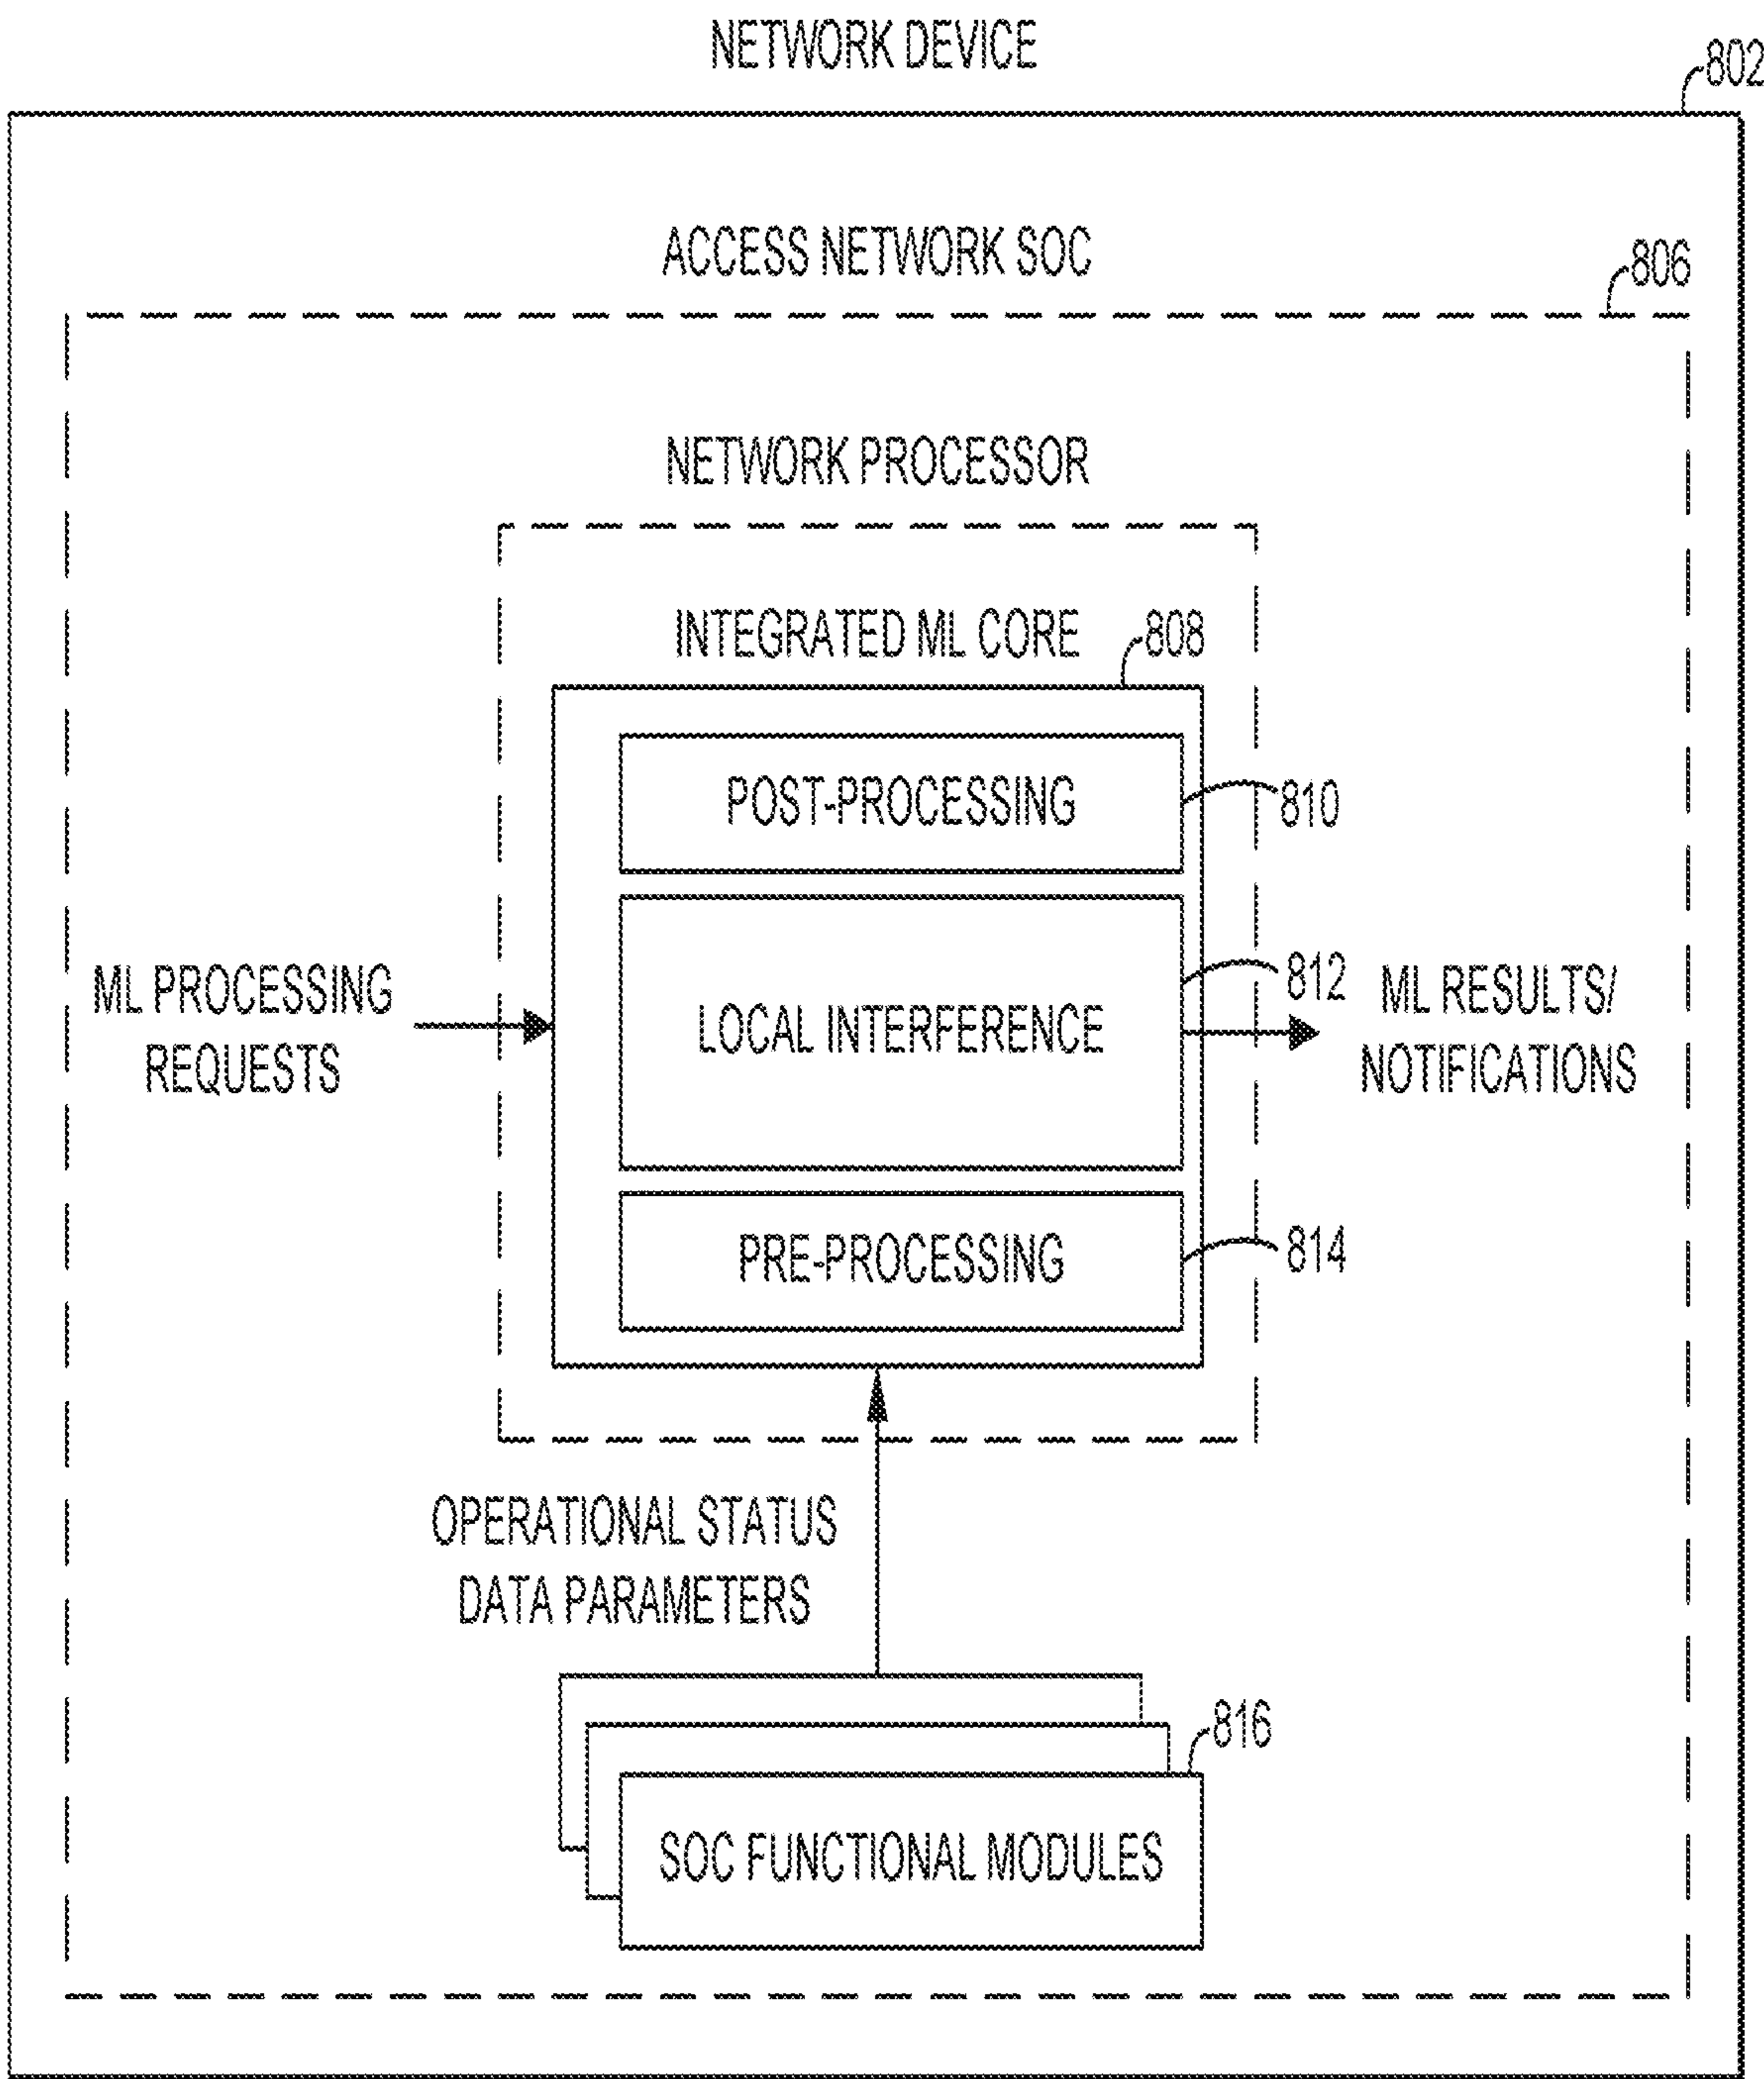 NETWORK DEVICE
802
ACCESS NETWORK SOC
806
NETWORK PROCESSOR
INTEGRATED ML CORE
808
POST-PROCESSING
810
ML PROCESSING
REQUESTS
LOCAL INTERFERENCE
812
ML RESULTS/
NOTIFICATIONS
PRE-PROCESSING
814
OPERATIONAL STATUS
DATA PARAMETERS
816
SOC FUNCTIONAL MODULES